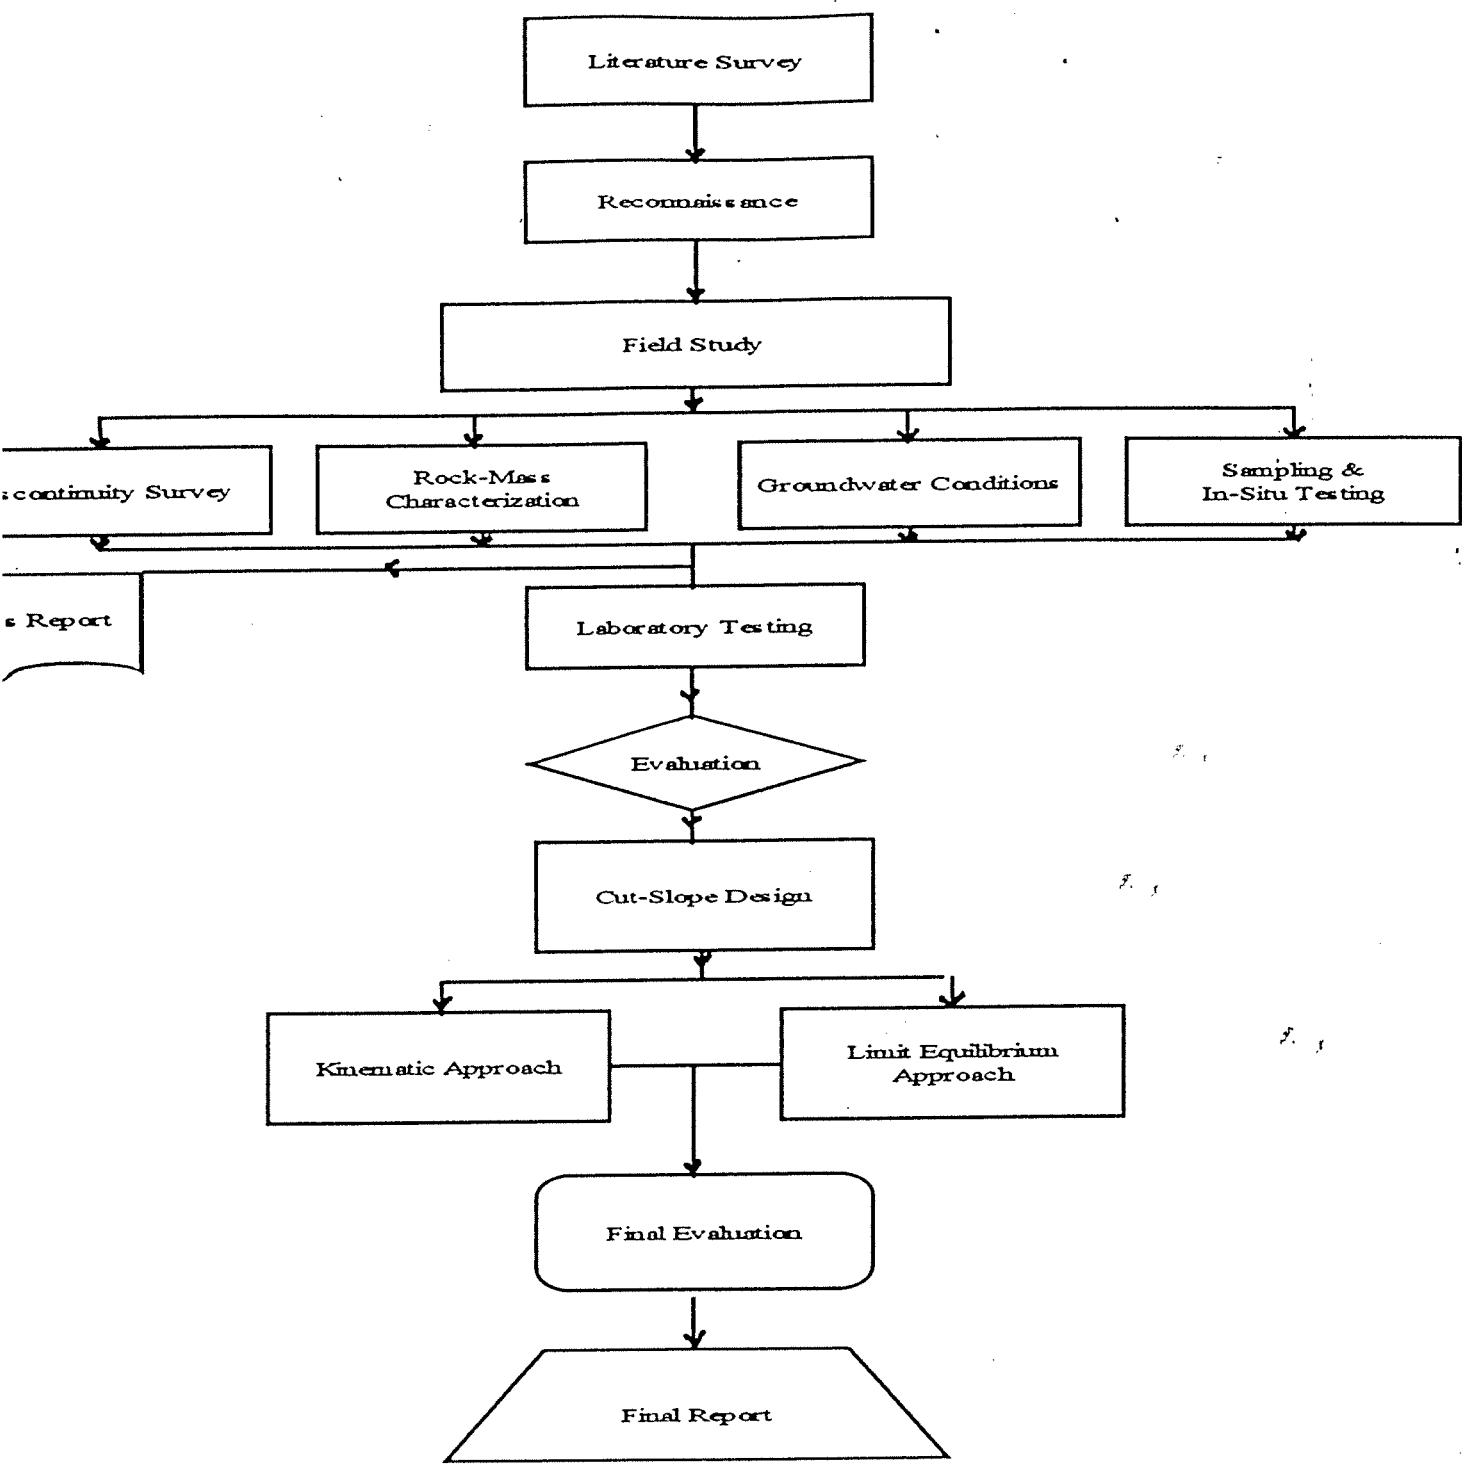 Literature Survey
Reconnaissance
Field Study
scontinuity Survey
Rock-Mass
Characterization
Groundwater Conditions
Sampling &
In-Situ Testing
s Report
Laboratory Testing
Evaluation
Cut-Slope Design
Kinematic Approach
Limit Equilibrium
Approach
Final Evaluation
Final Report